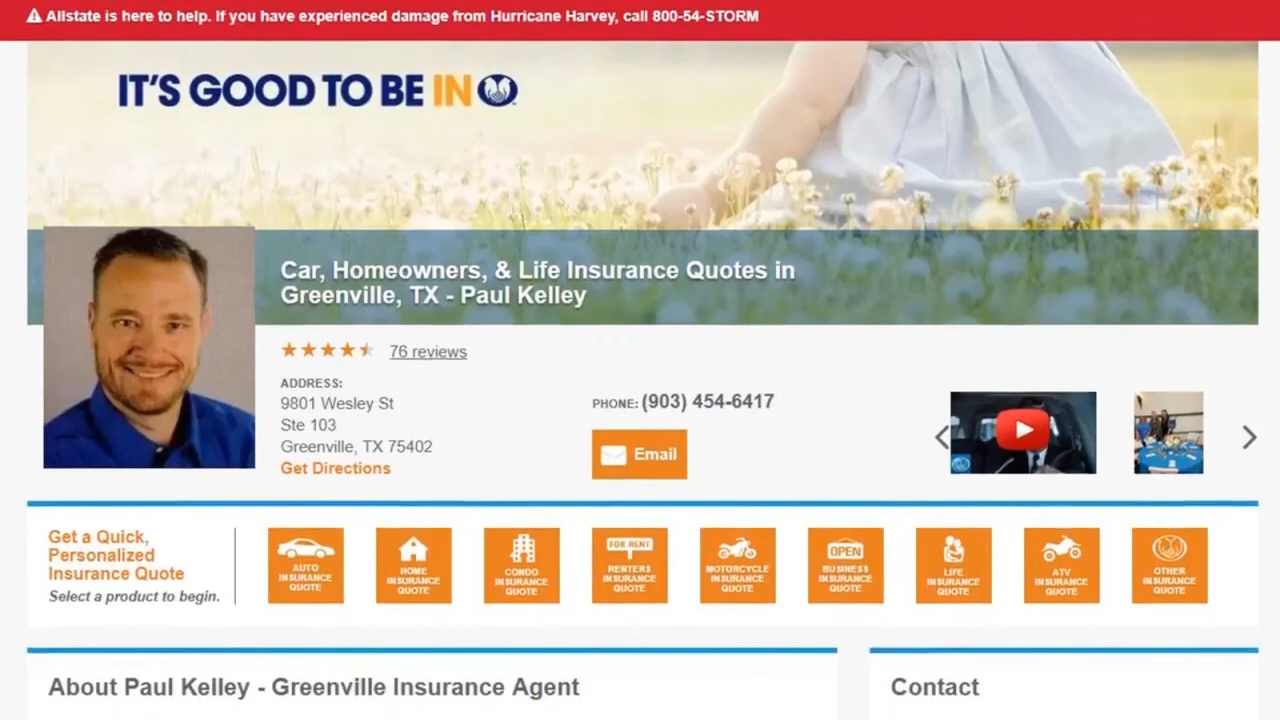 Allstate is here to help. If you have experienced damage from Hurricane Harvey, call 800-54-STORM
IT'S GOOD TO BE IN
Car, Homeowners, & Life Insurance Quotes in
Greenville, TX - Paul Kelley
76 reviews
ADDRESS:
9801 Wesley St
Ste 103
Greenville, TX 75402
Get Directions
PHONE: (903) 454-6417
Email
Get a Quick,
Personalized
Insurance Quote
Select a product to begin.
AUTO
INSURANCE
QUOTE
HOME
INSURANCE
QUOTE
CONDO
INSURANCE
QUOTE
FOR RENT
RENTERS
INSURANCE
QUOTE
MOTORCYCLE
INSURANCE
QUOTE
OPEN
BUSINESS
INSURANCE
QUOTE
LIFE
INSURANCE
QUOTE
ATV
INSURANCE
QUOTE
OTHER
INSURANCE
QUOTE
About Paul Kelley - Greenville Insurance Agent
Contact